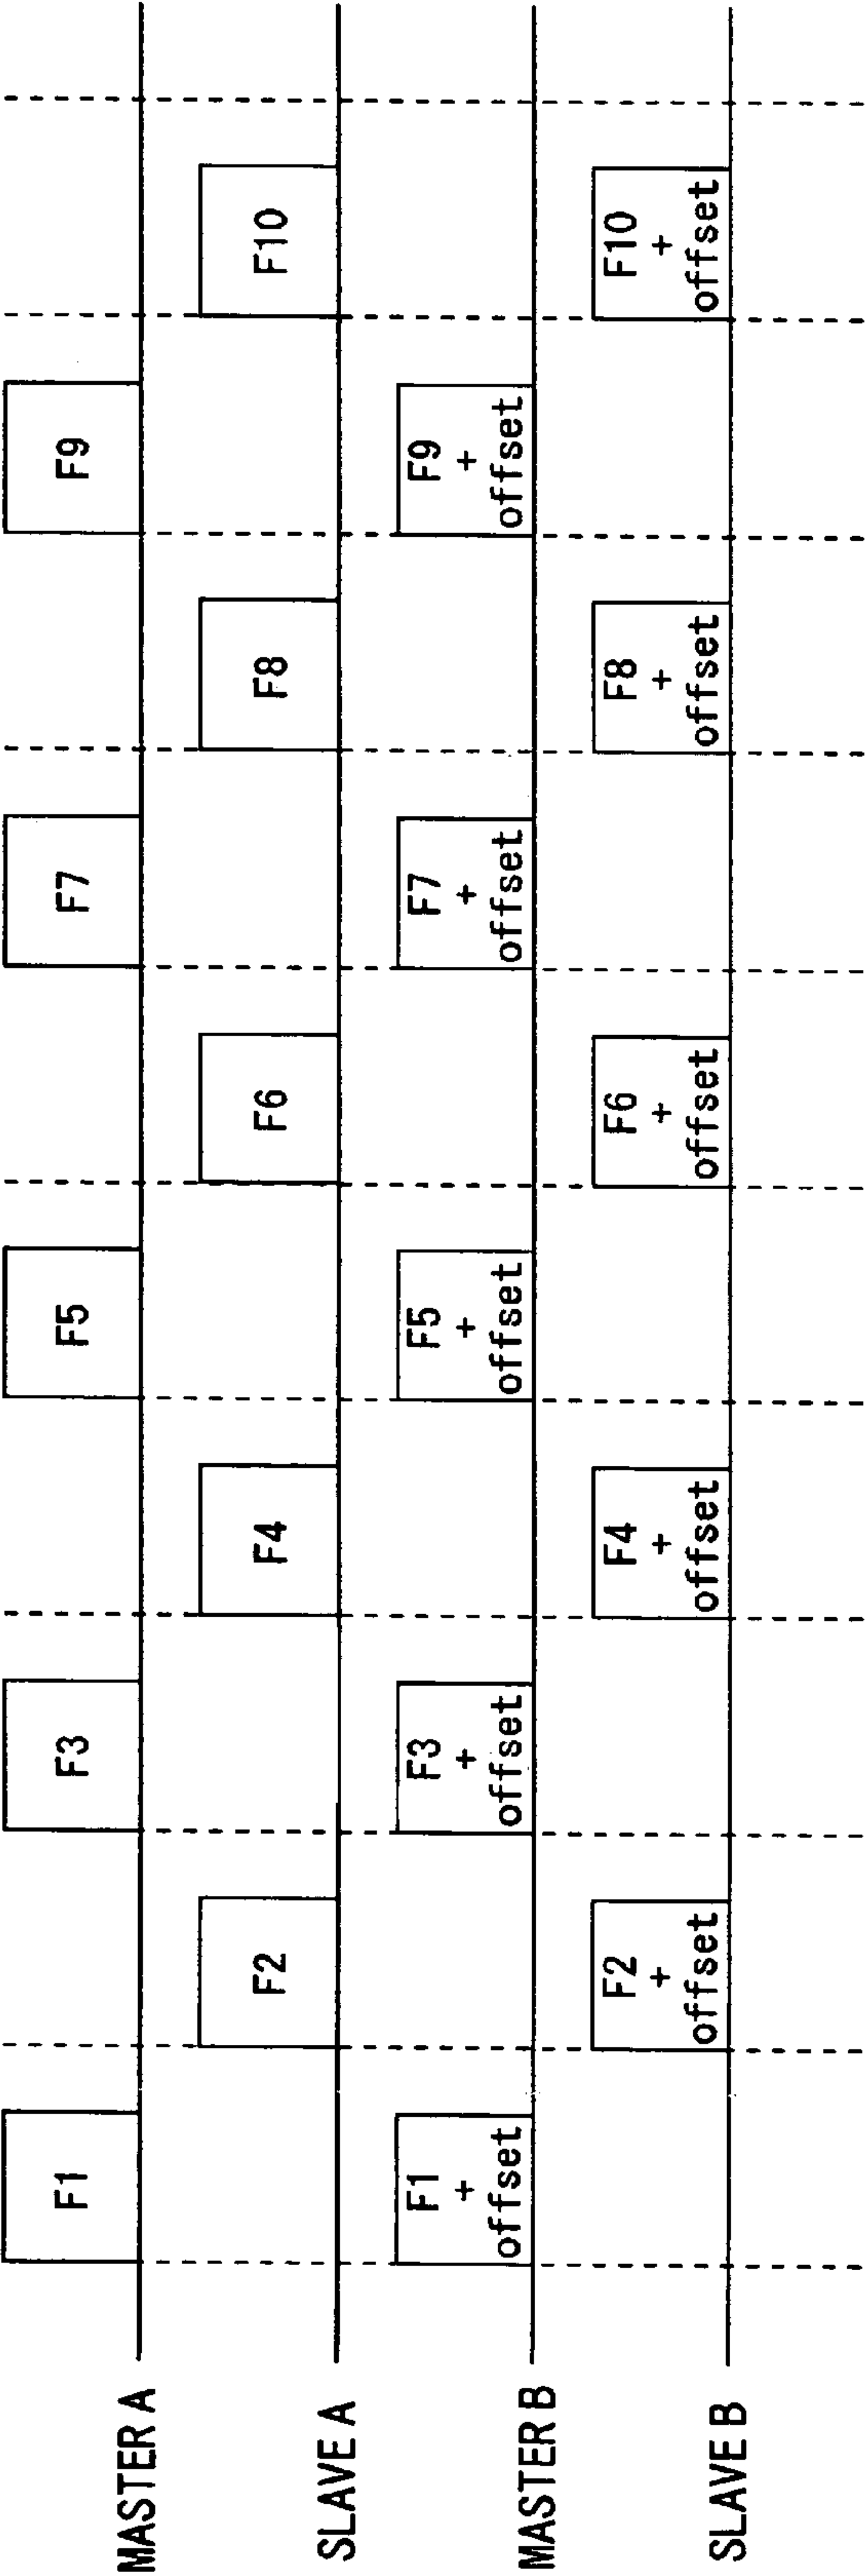 MASTER A
F1
F3
F5
F7
F9
SLAVE A
F2
F4
F6
F8
F10
MASTER B
F1
+
offset
F3
+
offset
F5
+
offset
F7
+
offset
F9
+
offset
SLAVE B
F2
+
offset
F4
+
offset
F6
+
offset
F8
+
offset
F10
+
offset